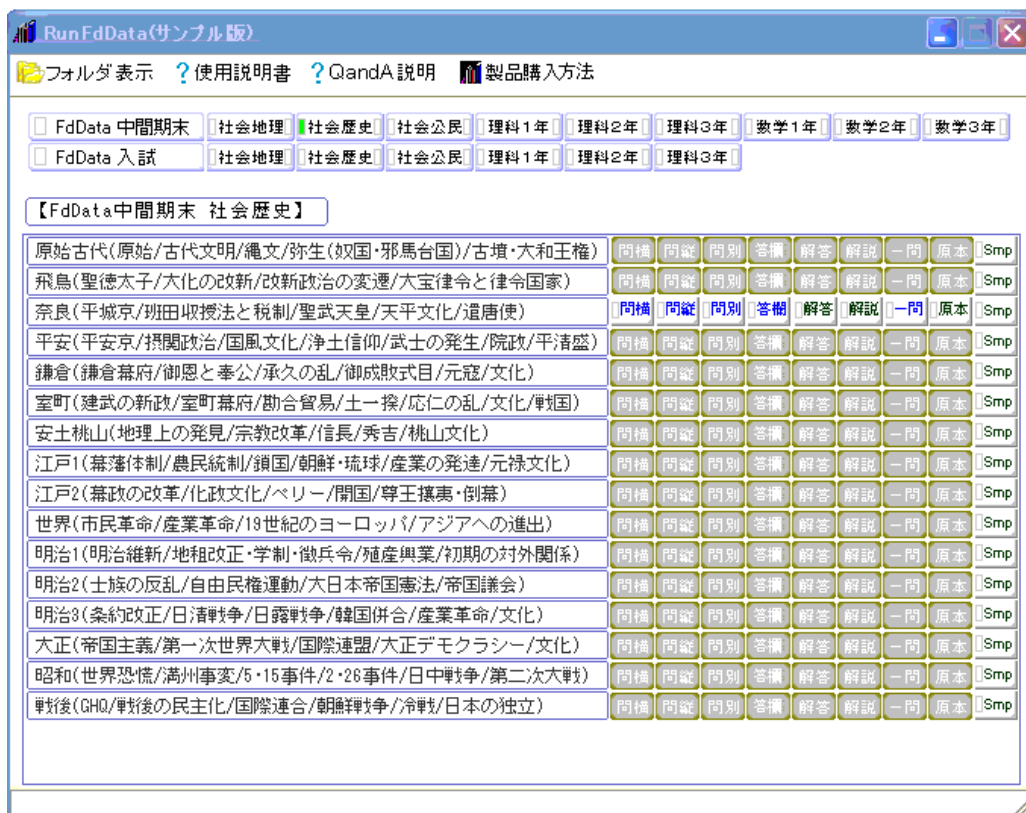 RunFdData(サンプル版)
フォルダ表示 ?使用説明書 ?QandA説明 製品購入方法
FdData 中間期末 社会地理 社会歴史 社会公民 理科1年 理科2年 理科3年 数学1年 数学2年 数学3年
FdData 入試 社会地理 社会歴史 社会公民 理科1年 理科2年 理科3年
【FdData中間期末 社会歴史】
原始古代(原始/古代文明/縄文/弥生(奴国・邪馬台国)/古墳・大和王権) 問横 問縦 問別 答欄 解答 解説 一問 原本 Smp
飛鳥(聖徳太子/大化の改新/改新政治の変遷/大宝律令と律令国家) 問横 問縦 問別 答欄 解答 解説 一問 原本 Smp
奈良(平城京/班田収授法と税制/聖武天皇/天平文化/遣唐使) 問横 問縦 問別 答欄 解答 解説 一問 原本 Smp
平安(平安京/摂関政治/国風文化/浄土信仰/武士の発生/院政/平清盛) 問横 問縦 問別 答欄 解答 解説 一問 原本 Smp
鎌倉(鎌倉幕府/御恩と奉公/承久の乱/御成敗式目/元寇/文化) 問横 問縦 問別 答欄 解答 解説 一問 原本 Smp
室町(建武の新政/室町幕府/勘合貿易/土一揆/応仁の乱/文化/戦国) 問横 問縦 問別 答欄 解答 解説 一問 原本 Smp
安土桃山(地理上の発見/宗教改革/信長/秀吉/桃山文化) 問横 問縦 問別 答欄 解答 解説 一問 原本 Smp
江戸1(幕藩体制/農民統制/鎖国/朝鮮・琉球/産業の発達/元禄文化) 問横 問縦 問別 答欄 解答 解説 一問 原本 Smp
江戸2(幕政の改革/化政文化/ペリー/開国/尊王攘夷・倒幕) 問横 問縦 問別 答欄 解答 解説 一問 原本 Smp
世界(市民革命/産業革命/19世紀のヨーロッパ/アジアへの進出) 問横 問縦 問別 答欄 解答 解説 一問 原本 Smp
明治1(明治維新/地租改正・学制・徴兵令/殖産興業/初期の対外関係) 問横 問縦 問別 答欄 解答 解説 一問 原本 Smp
明治2(士族の反乱/自由民権運動/大日本帝国憲法/帝国議会) 問横 問縦 問別 答欄 解答 解説 一問 原本 Smp
明治3(条約改正/日清戦争/日露戦争/韓国併合/産業革命/文化) 問横 問縦 問別 答欄 解答 解説 一問 原本 Smp
大正(帝国主義/第一次世界大戦/国際連盟/大正デモクラシー/文化) 問横 問縦 問別 答欄 解答 解説 一問 原本 Smp
昭和(世界恐慌/満州事変/5・15事件/2・26事件/日中戦争/第二次大戦) 問横 問縦 問別 答欄 解答 解説 一問 原本 Smp
戦後(GHQ/戦後の民主化/国際連合/朝鮮戦争/冷戦/日本の独立) 問横 問縦 問別 答欄 解答 解説 一問 原本 Smp